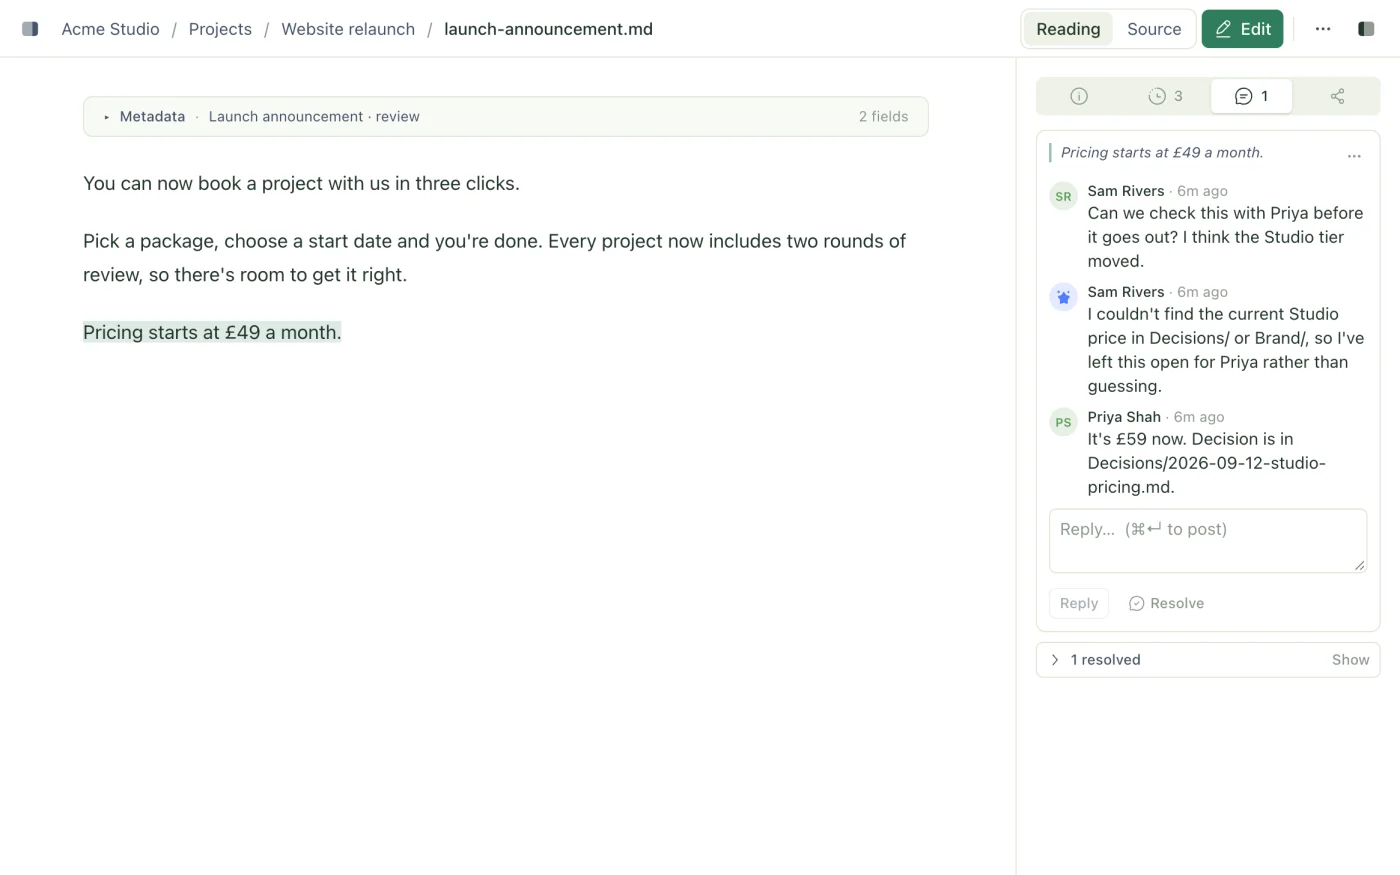 Acme Studio / Projects / Website relaunch / launch-announcement.md
Reading Source Edit
Metadata · Launch announcement · review 2 fields
You can now book a project with us in three clicks.
Pick a package, choose a start date and you're done. Every project now includes two rounds of
review, so there's room to get it right.
Pricing starts at £49 a month.
3 1
Pricing starts at £49 a month.
SR Sam Rivers · 6m ago
Can we check this with Priya before
it goes out? I think the Studio tier
moved.
Sam Rivers · 6m ago
I couldn't find the current Studio
price in Decisions/ or Brand/, so I've
left this open for Priya rather than
guessing.
PS Priya Shah · 6m ago
It's £59 now. Decision is in
Decisions/2026-09-12-studio-
pricing.md.
Reply... (⌘↵ to post)
Reply Resolve
1 resolved Show